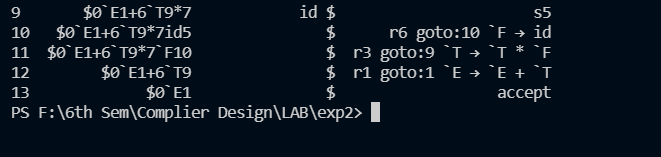 9 $0`E1+6`T9*7 id $ s5
10 $0`E1+6`T9*7id5 $ r6 goto:10 `F → id
11 $0`E1+6`T9*7`F10 $ r3 goto:9 `T → `T * `F
12 $0`E1+6`T9 $ r1 goto:1 `E → `E + `T
13 $0`E1 $ accept
PS F:\6th Sem\Complier Design\LAB\exp2>